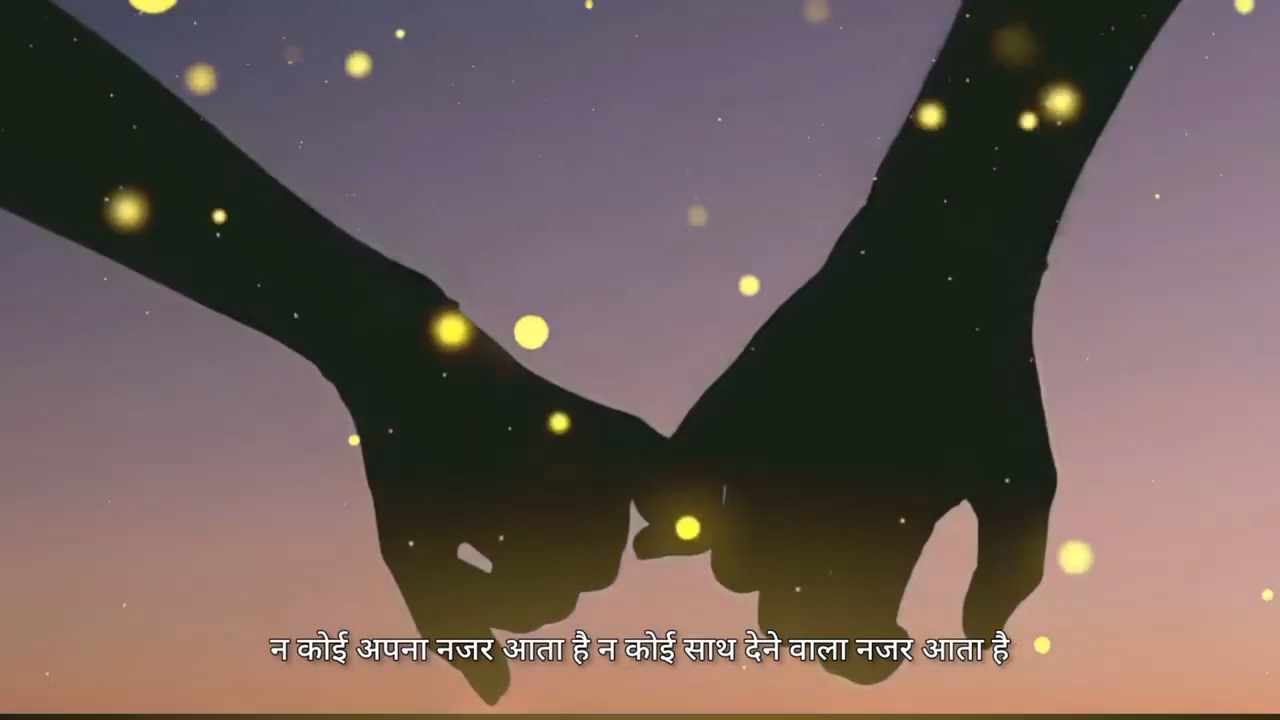 न कोई अपना नजर आता है न कोई साथ देने वाला नजर आता है